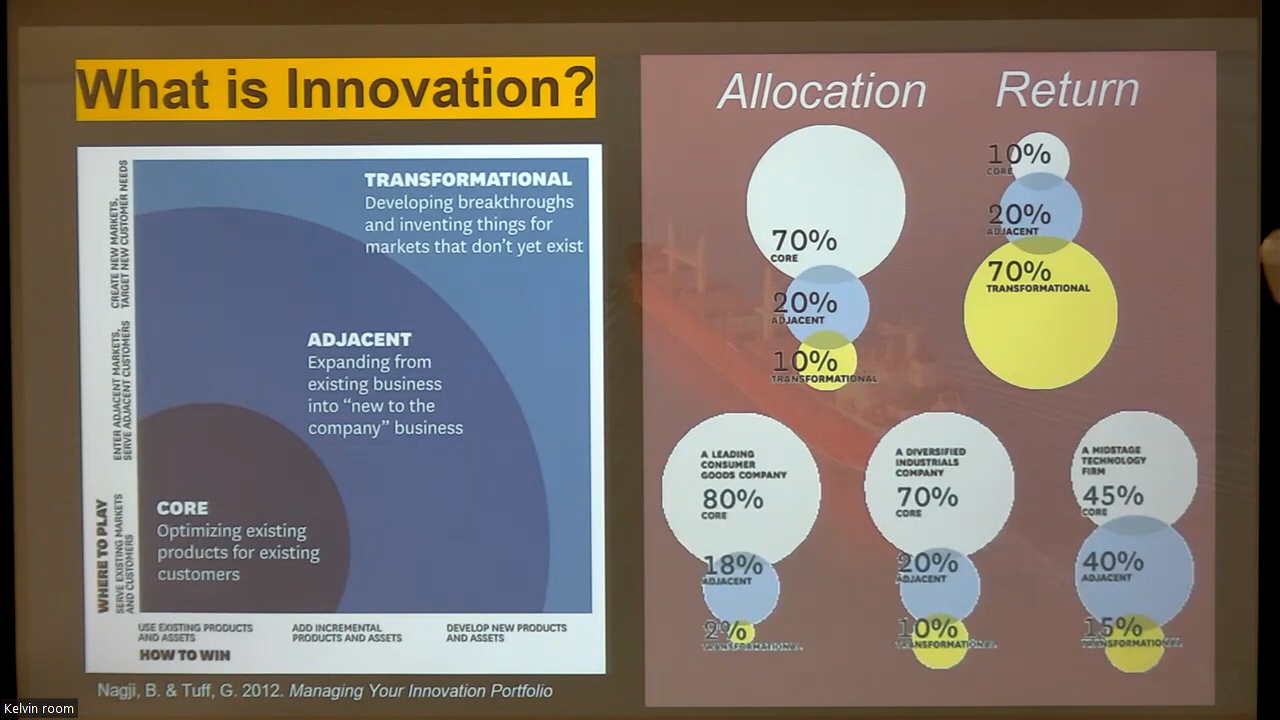 What is Innovation?
TRANSFORMATIONAL
Developing breakthroughs
and inventing things for
markets that don't yet exist
ADJACENT
Expanding from
existing business
into “new to the
company” business
CORE
Optimizing existing
products for existing
customers
CREATE NEW MARKETS,
TARGET NEW CUSTOMER NEEDS
ENTER ADJACENT MARKETS,
SERVE ADJACENT CUSTOMERS
WHERE TO PLAY
SERVE EXISTING MARKETS
AND CUSTOMERS
USE EXISTING PRODUCTS
AND ASSETS
ADD INCREMENTAL
PRODUCTS AND ASSETS
DEVELOP NEW PRODUCTS
AND ASSETS
HOW TO WIN
Nagji, B. & Tuff, G. 2012. Managing Your Innovation Portfolio
Allocation
70%
CORE
20%
ADJACENT
10%
TRANSFORMATIONAL
Return
10%
CORE
20%
ADJACENT
70%
TRANSFORMATIONAL
A LEADING
CONSUMER
GOODS COMPANY
80%
CORE
18%
ADJACENT
2%
TRANSFORMATIONAL
A DIVERSIFIED
INDUSTRIALS
COMPANY
70%
CORE
20%
ADJACENT
10%
TRANSFORMATIONAL
A MIDSTAGE
TECHNOLOGY
FIRM
45%
CORE
40%
ADJACENT
15%
TRANSFORMATIONAL
Kelvin room